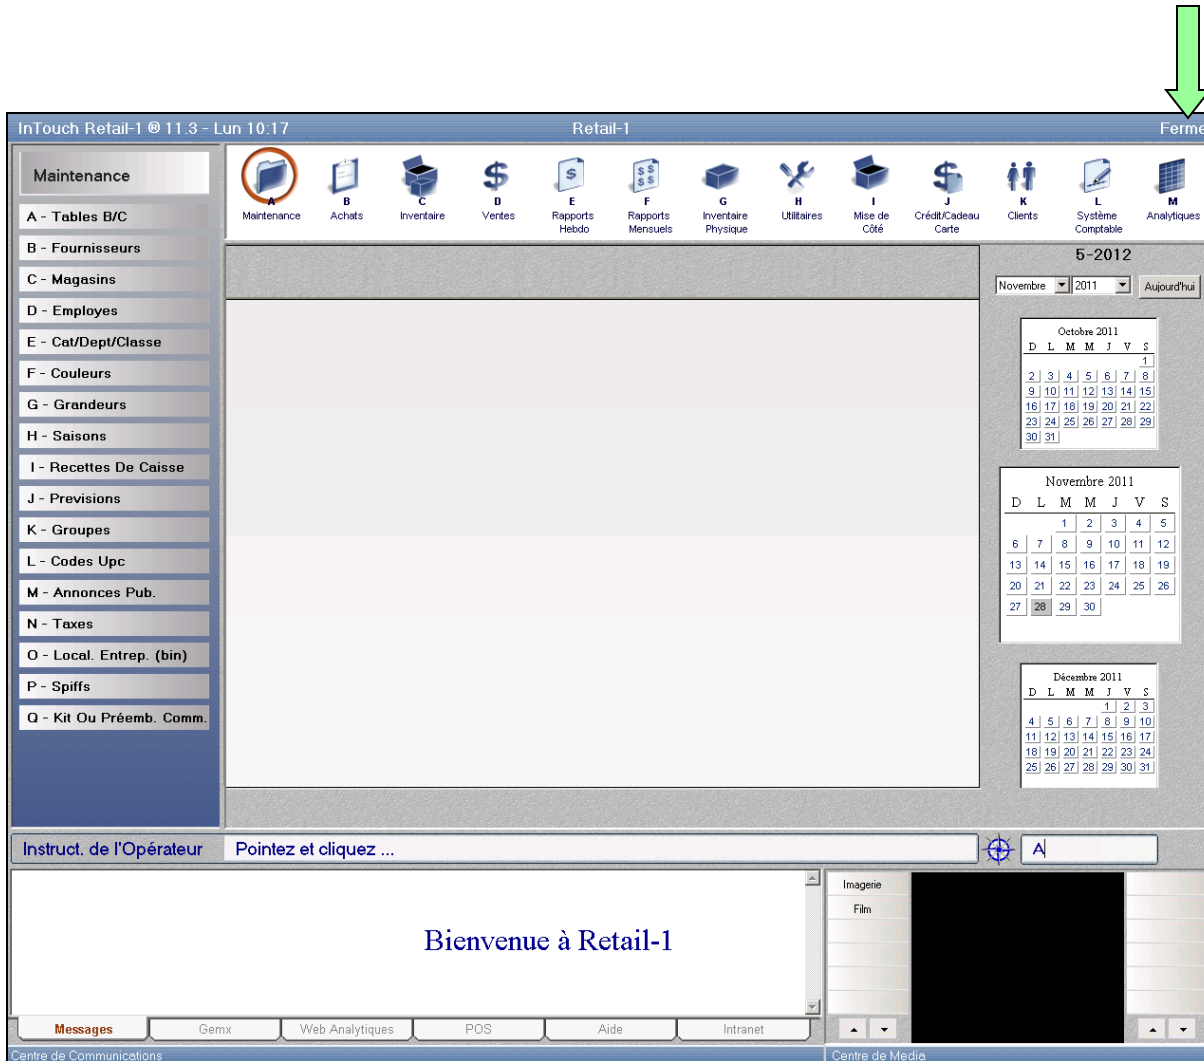 InTouch Retail-1 ® 11.3 - Lun 10:17 Retail-1 Ferme
Maintenance
A - Tables B/C
B - Fournisseurs
C - Magasins
D - Employes
E - Cat/Dept/Classe
F - Couleurs
G - Grandeurs
H - Saisons
I - Recettes De Caisse
J - Previsions
K - Groupes
L - Codes Upc
M - Annonces Pub.
N - Taxes
O - Local. Entrep. (bin)
P - Spiffs
Q - Kit Ou Préemb. Comm.
A
Maintenance
B
Achats
C
Inventaire
D
Ventes
E
Rapports
Hebdo
F
Rapports
Mensuels
G
Inventaire
Physique
H
Utilitaires
I
Mise de
Côté
J
Crédit/Cadeau
Carte
K
Clients
L
Système
Comptable
M
Analytiques
5-2012
Novembre 2011 Aujourd'hui
Octobre 2011
D L M M J V S
1
2 3 4 5 6 7 8
9 10 11 12 13 14 15
16 17 18 19 20 21 22
23 24 25 26 27 28 29
30 31
Novembre 2011
D L M M J V S
1 2 3 4 5
6 7 8 9 10 11 12
13 14 15 16 17 18 19
20 21 22 23 24 25 26
27 28 29 30
Décembre 2011
D L M M J V S
1 2 3
4 5 6 7 8 9 10
11 12 13 14 15 16 17
18 19 20 21 22 23 24
25 26 27 28 29 30 31
Instruct. de l'Opérateur Pointez et cliquez ... A
Bienvenue à Retail-1
Imagerie
Film
Messages Gemx Web Analytiques POS Aide Intranet
Centre de Communications Centre de Media